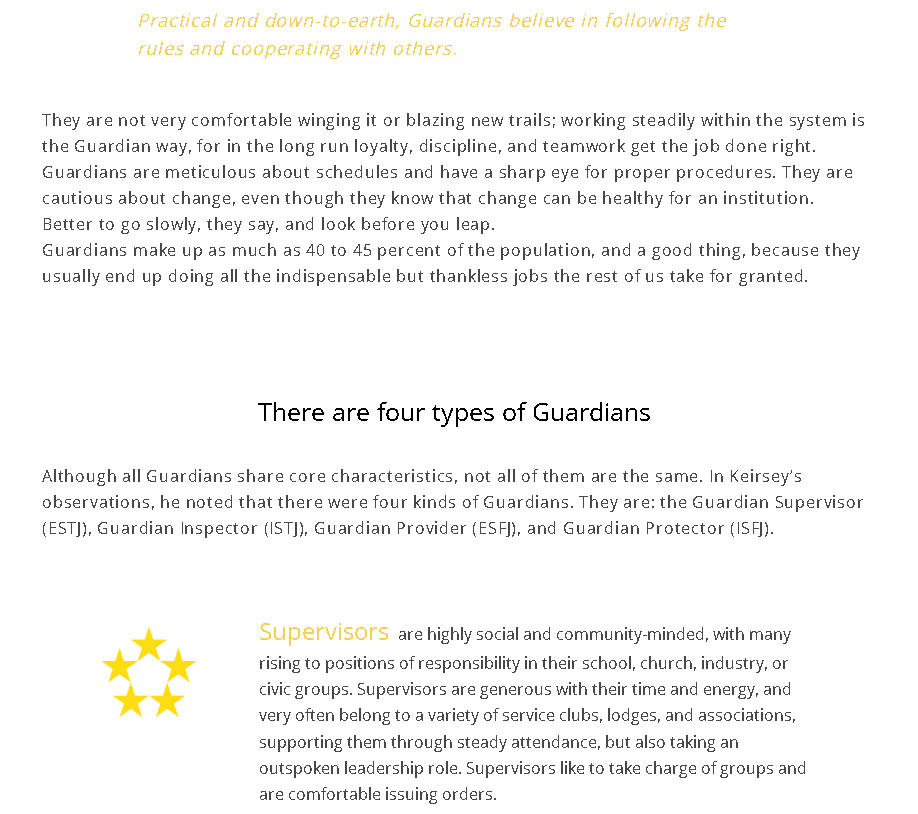 Practical and down-to-earth, Guardians believe in following the
rules and cooperating with others.
They are not very comfortable winging it or blazing new trails; working steadily within the system is
the Guardian way, for in the long run loyalty, discipline, and teamwork get the job done right.
Guardians are meticulous about schedules and have a sharp eye for proper procedures. They are
cautious about change, even though they know that change can be healthy for an institution.
Better to go slowly, they say, and look before you leap.
Guardians make up as much as 40 to 45 percent of the population, and a good thing, because they
usually end up doing all the indispensable but thankless jobs the rest of us take for granted.
There are four types of Guardians
Although all Guardians share core characteristics, not all of them are the same. In Keirsey’s
observations, he noted that there were four kinds of Guardians. They are: the Guardian Supervisor
(ESTJ), Guardian Inspector (ISTJ), Guardian Provider (ESFJ), and Guardian Protector (ISFJ).
Supervisors are highly social and community-minded, with many
rising to positions of responsibility in their school, church, industry, or
civic groups. Supervisors are generous with their time and energy, and
very often belong to a variety of service clubs, lodges, and associations,
supporting them through steady attendance, but also taking an
outspoken leadership role. Supervisors like to take charge of groups and
are comfortable issuing orders.